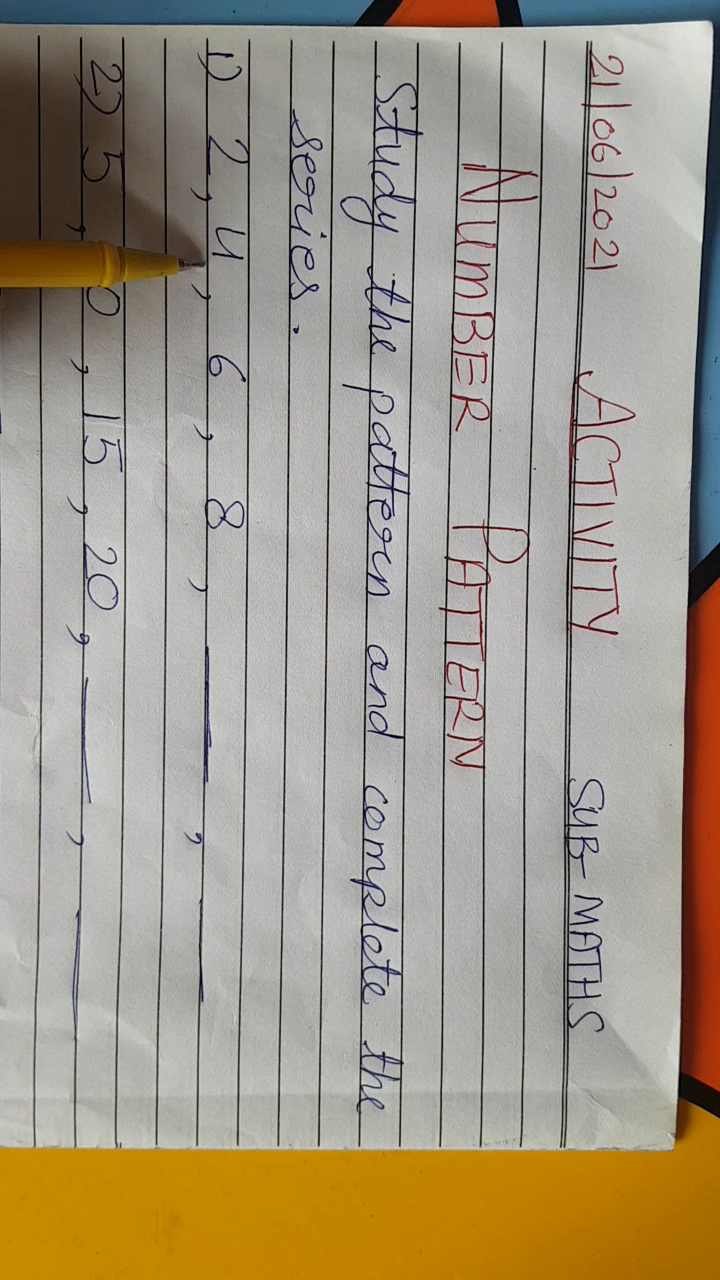 21/06/2021 ACTIVITY SUB-MATHS
NUMBER PATTERN
Study the pattern and complete the
series.
1) 2, 4, 6, 8, ___, ___
2) 5, 0, 15, 20, ___, ___